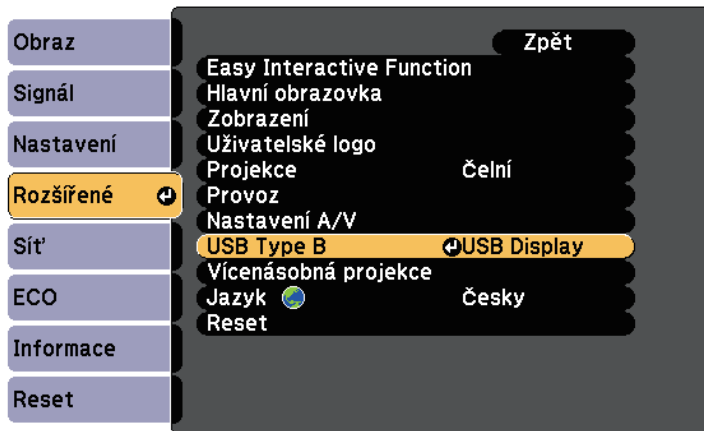 Obraz
Signál
Nastavení
Rozšířené
Síť
ECO
Informace
Reset
Zpět
Easy Interactive Function
Hlavní obrazovka
Zobrazení
Uživatelské logo
Projekce Čelní
Provoz
Nastavení A/V
USB Type B USB Display
Vícenásobná projekce
Jazyk Česky
Reset